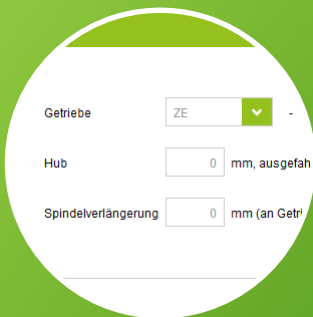 Getriebe ZE -
Hub 0 mm, ausgefah
Spindelverlängerung 0 mm (an Getri